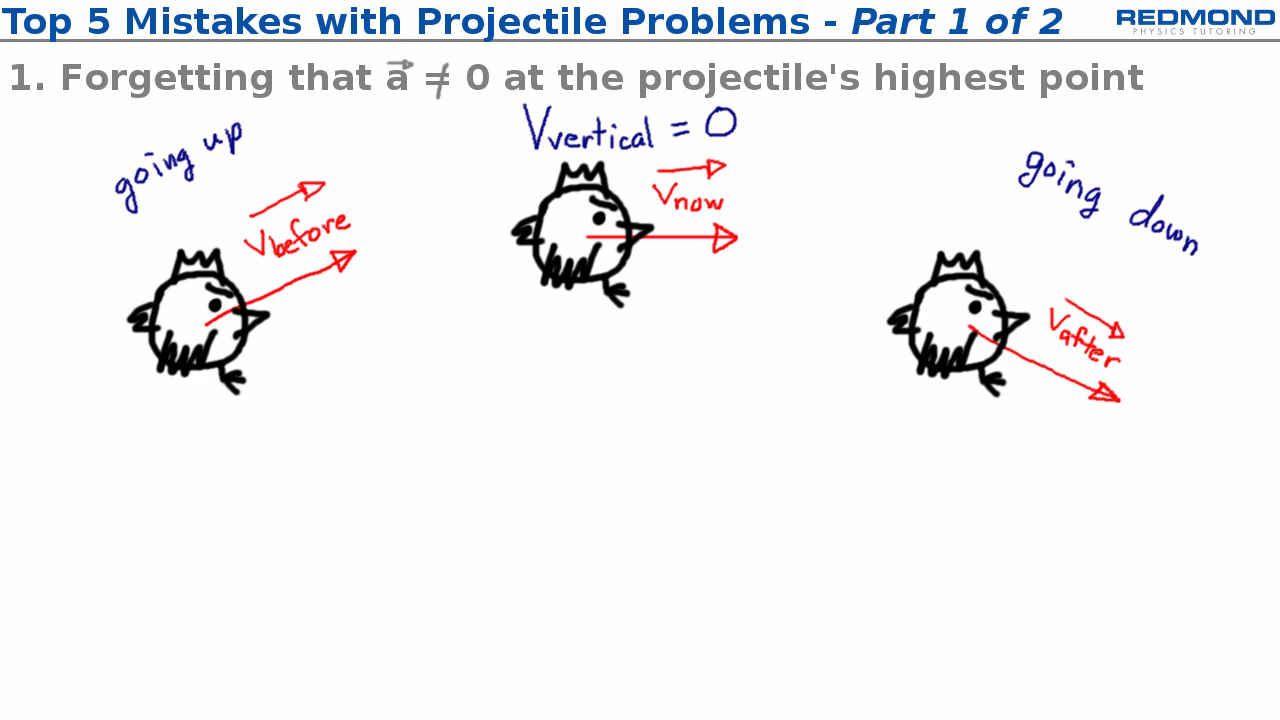 Top 5 Mistakes with Projectile Problems - Part 1 of 2
REDMOND
PHYSICS TUTORING
1. Forgetting that a⃗ ≠ 0 at the projectile's highest point
going up
Vbefore
Vvertical = 0
Vnow
going down
Vafter